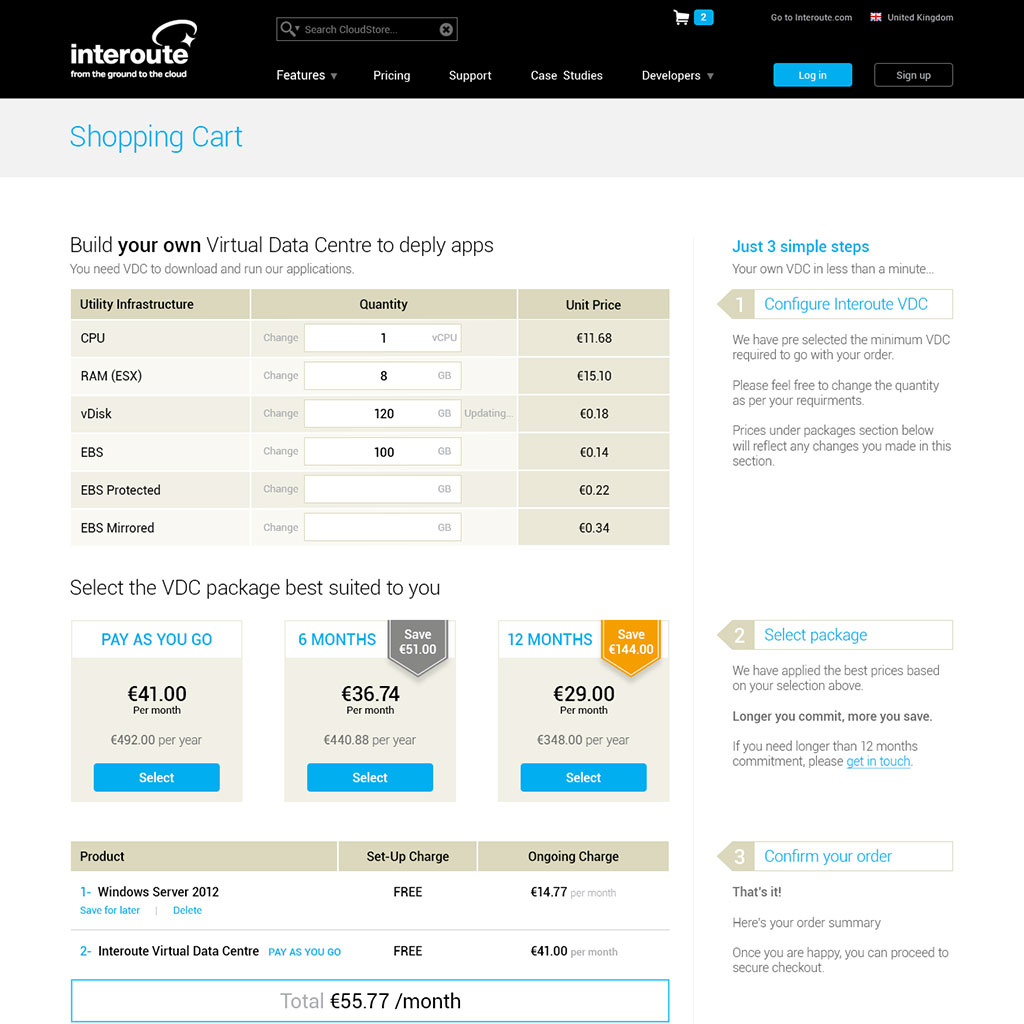 interoute
from the ground to the cloud
Search CloudStore...
2
Go to Interoute.com
United Kingdom
Features
Pricing
Support
Case Studies
Developers
Log in
Sign up
Shopping Cart
Build your own Virtual Data Centre to deply apps
You need VDC to download and run our applications.
Utility Infrastructure Quantity Unit Price
CPU Change 1 vCPU €11.68
RAM (ESX) Change 8 GB €15.10
vDisk Change 120 GB Updating... €0.18
EBS Change 100 GB €0.14
EBS Protected Change GB €0.22
EBS Mirrored Change GB €0.34
Just 3 simple steps
Your own VDC in less than a minute...
1 Configure Interoute VDC
We have pre selected the minimum VDC
required to go with your order.
Please feel free to change the quantity
as per your requirments.
Prices under packages section below
will reflect any changes you made in this
section.
Select the VDC package best suited to you
PAY AS YOU GO
€41.00
Per month
€492.00 per year
Select
6 MONTHS
Save
€51.00
€36.74
Per month
€440.88 per year
Select
12 MONTHS
Save
€144.00
€29.00
Per month
€348.00 per year
Select
2 Select package
We have applied the best prices based
on your selection above.
Longer you commit, more you save.
If you need longer than 12 months
commitment, please get in touch.
Product Set-Up Charge Ongoing Charge
1- Windows Server 2012 FREE €14.77 per month
Save for later | Delete
2- Interoute Virtual Data Centre PAY AS YOU GO FREE €41.00 per month
Total €55.77 /month
3 Confirm your order
That's it!
Here's your order summary
Once you are happy, you can proceed to
secure checkout.